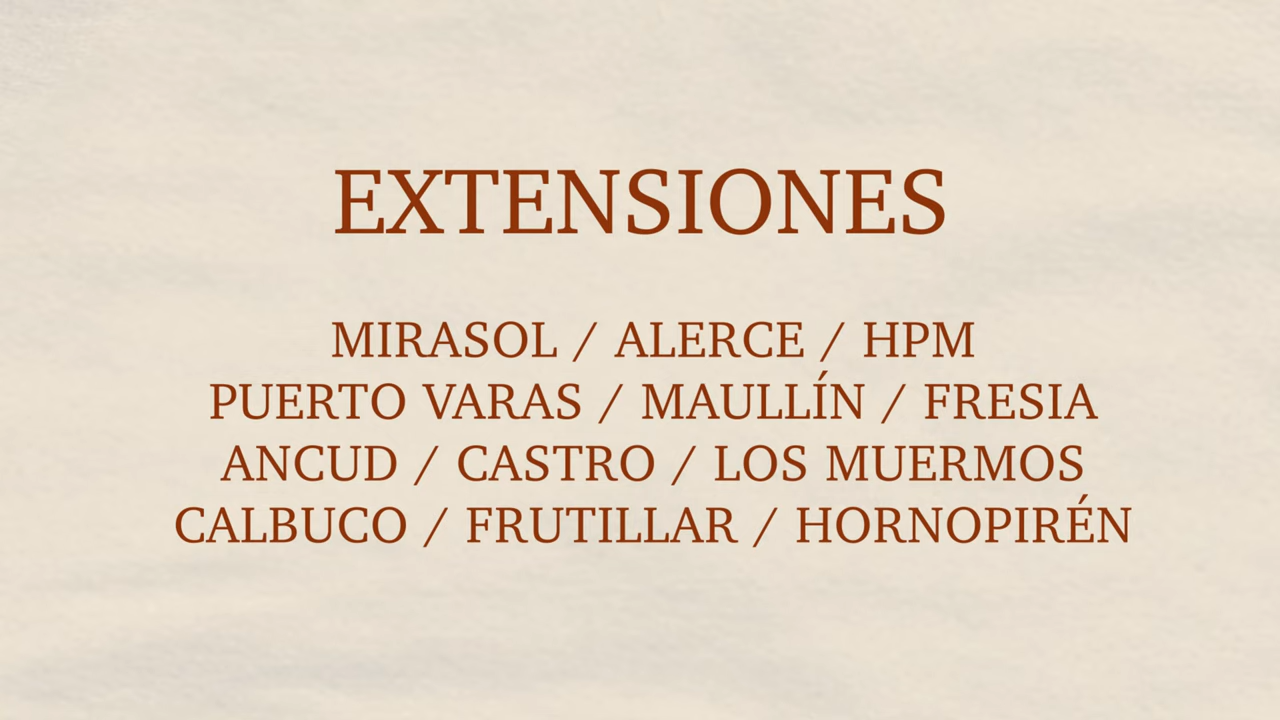 EXTENSIONES
MIRASOL / ALERCE / HPM
PUERTO VARAS / MAULLÍN / FRESIA
ANCUD / CASTRO / LOS MUERMOS
CALBUCO / FRUTILLAR / HORNOPIRÉN